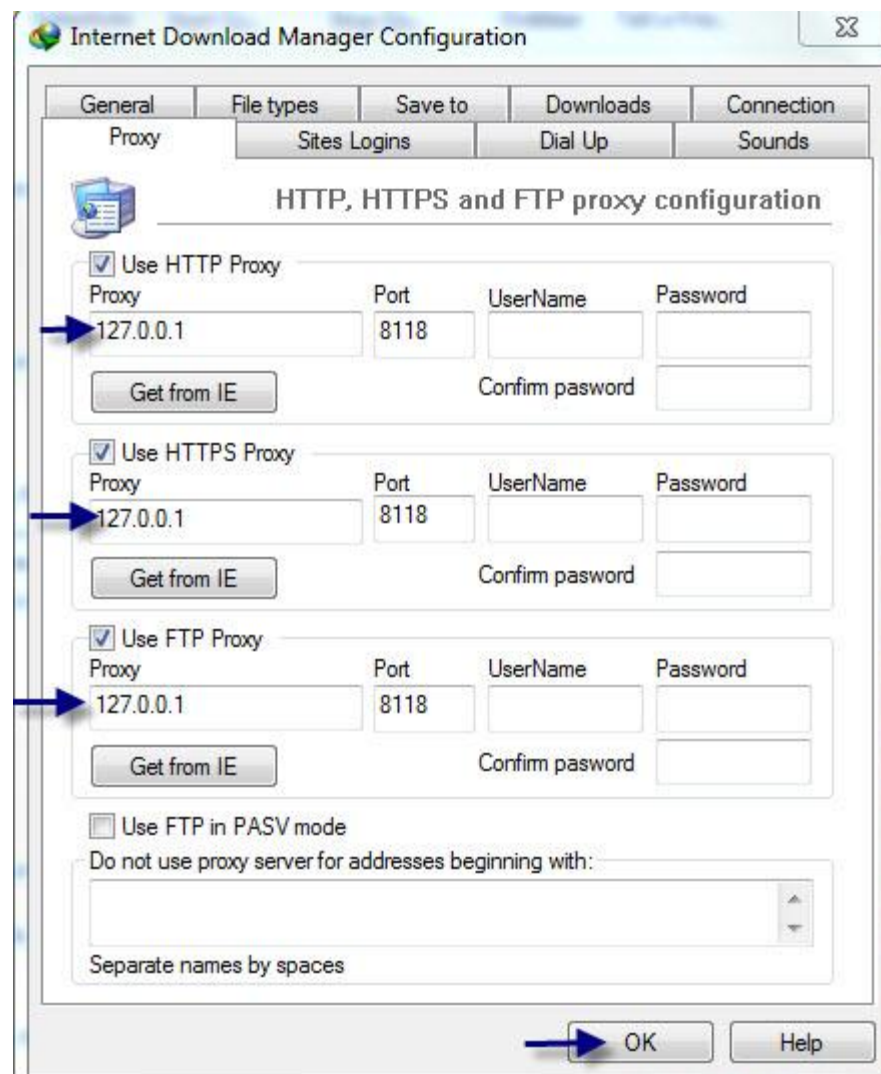 Internet Download Manager Configuration
General File types Save to Downloads Connection
Proxy Sites Logins Dial Up Sounds
HTTP, HTTPS and FTP proxy configuration
Use HTTP Proxy
Proxy Port UserName Password
127.0.0.1 8118
Get from IE Confirm pasword
Use HTTPS Proxy
Proxy Port UserName Password
127.0.0.1 8118
Get from IE Confirm pasword
Use FTP Proxy
Proxy Port UserName Password
127.0.0.1 8118
Get from IE Confirm pasword
Use FTP in PASV mode
Do not use proxy server for addresses beginning with:
Separate names by spaces
OK Help